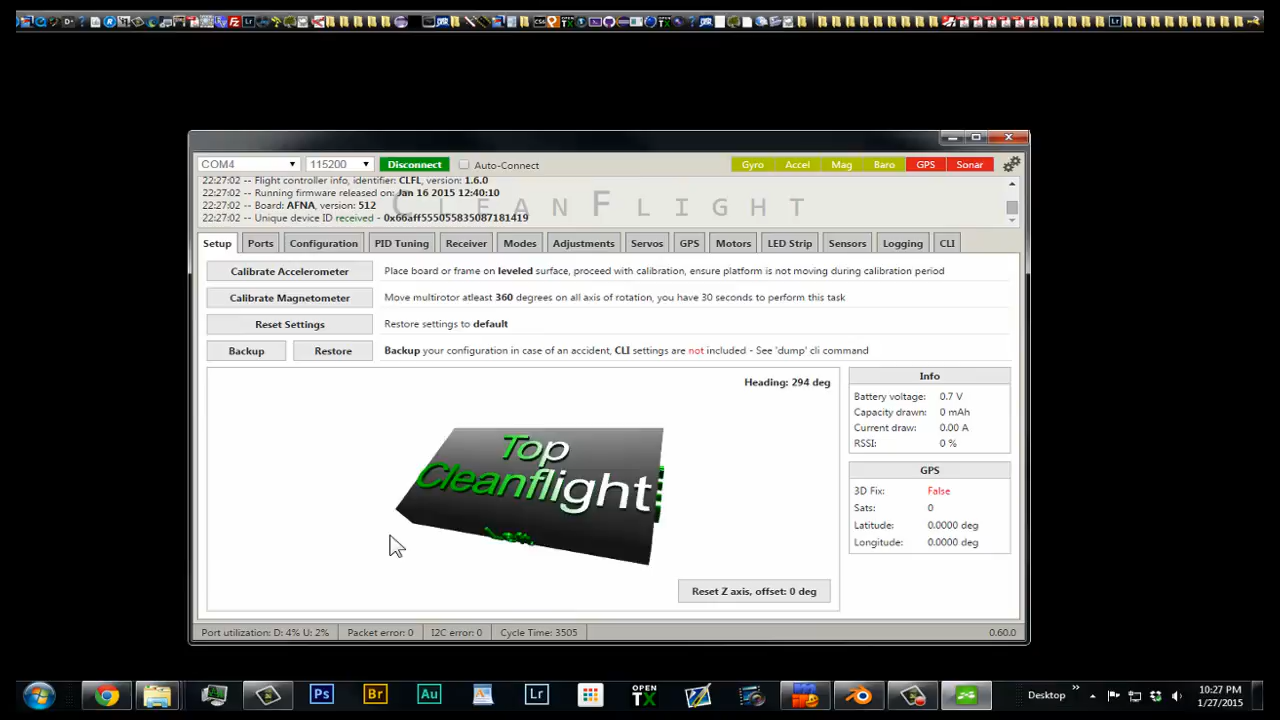 COM4 115200 Disconnect Auto-Connect Gyro Accel Mag Baro GPS Sonar
22:27:02 -- Flight controller info, identifier: CLFL, version: 1.6.0
22:27:02 -- Running firmware released on: Jan 16 2015 12:40:10
22:27:02 -- Board: AFNA, version: 512
22:27:02 -- Unique device ID received - 0x66aff555055835087181419
CLEANFLIGHT
Setup Ports Configuration PID Tuning Receiver Modes Adjustments Servos GPS Motors LED Strip Sensors Logging CLI
Calibrate Accelerometer Place board or frame on leveled surface, proceed with calibration, ensure platform is not moving during calibration period
Calibrate Magnetometer Move multirotor atleast 360 degrees on all axis of rotation, you have 30 seconds to perform this task
Reset Settings Restore settings to default
Backup Restore Backup your configuration in case of an accident, CLI settings are not included - See 'dump' cli command
Heading: 294 deg
Top
Cleanflight
Reset Z axis, offset: 0 deg
Info
Battery voltage: 0.7 V
Capacity drawn: 0 mAh
Current draw: 0.00 A
RSSI: 0 %
GPS
3D Fix: False
Sats: 0
Latitude: 0.0000 deg
Longitude: 0.0000 deg
Port utilization: D: 4% U: 2% Packet error: 0 I2C error: 0 Cycle Time: 3505 0.60.0
Ps Br Au Lr OPEN TX Desktop 10:27 PM
1/27/2015